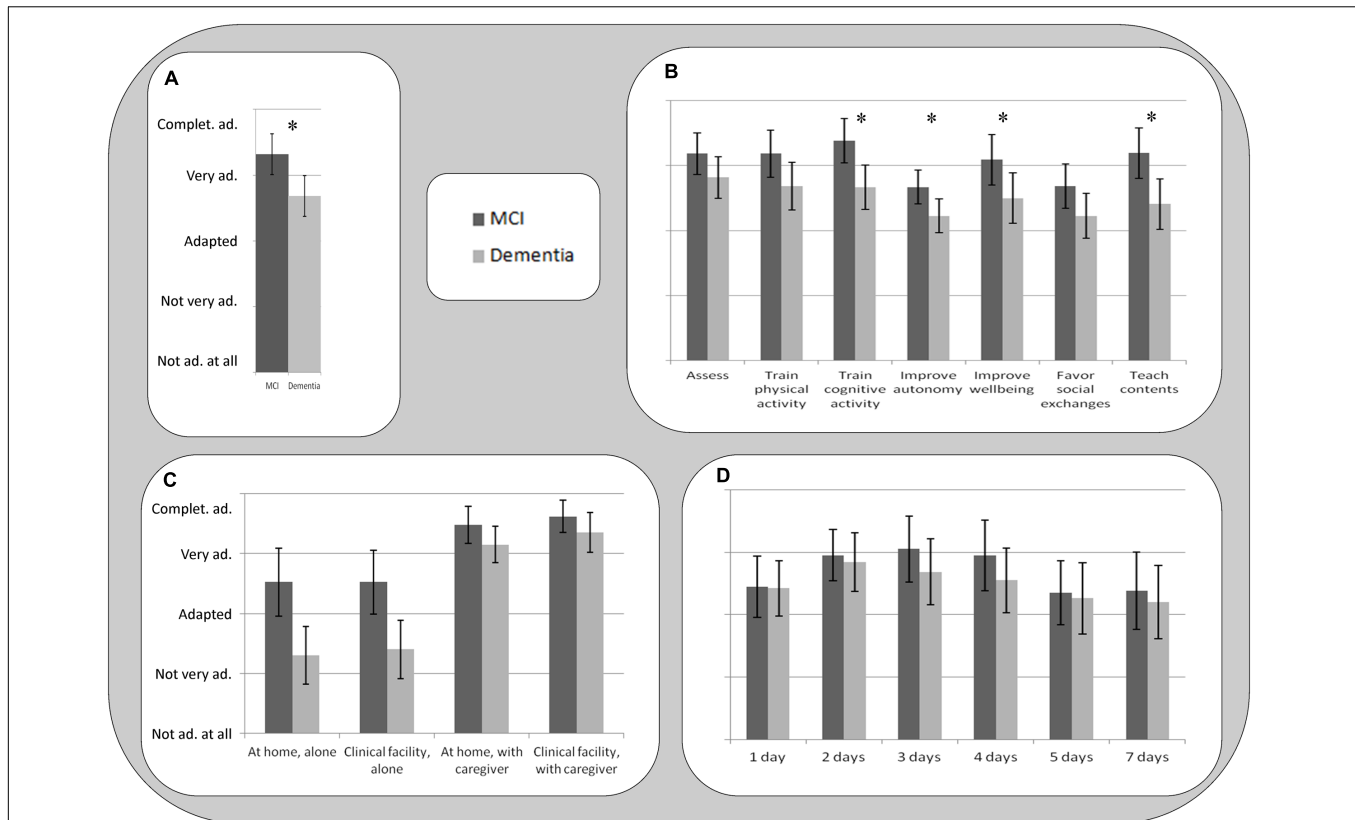 A
Complet. ad.
Very ad.
Adapted
Not very ad.
Not ad. at all
*
MCI Dementia
MCI
Dementia
B
* * * *
Assess Train Train Improve Improve Favor Teach
physical cognitive autonomy wellbeing social contents
activity activity exchanges
C
Complet. ad.
Very ad.
Adapted
Not very ad.
Not ad. at all
At home, alone Clinical facility, At home, with Clinical facility,
alone caregiver with caregiver
D
1 day 2 days 3 days 4 days 5 days 7 days